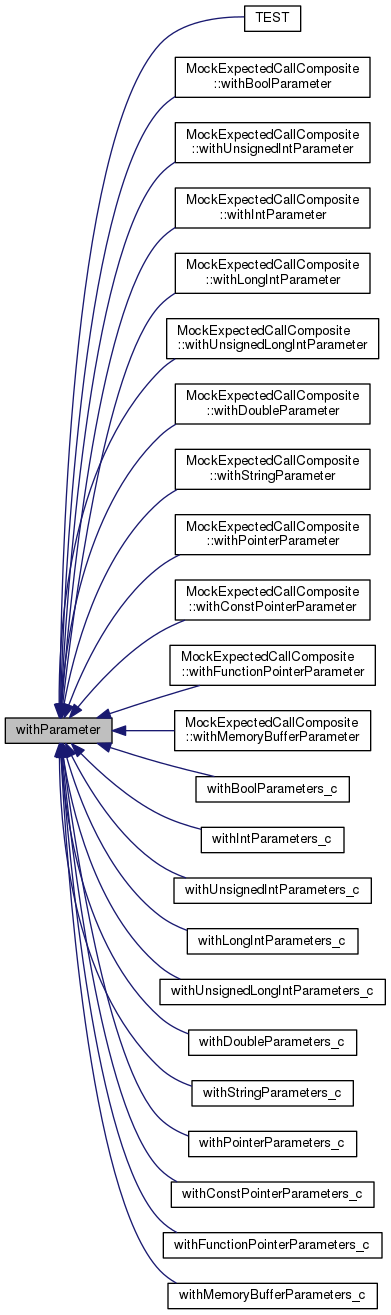 TEST
MockExpectedCallComposite
::withBoolParameter
MockExpectedCallComposite
::withUnsignedIntParameter
MockExpectedCallComposite
::withIntParameter
MockExpectedCallComposite
::withLongIntParameter
MockExpectedCallComposite
::withUnsignedLongIntParameter
MockExpectedCallComposite
::withDoubleParameter
MockExpectedCallComposite
::withStringParameter
MockExpectedCallComposite
::withPointerParameter
MockExpectedCallComposite
::withConstPointerParameter
MockExpectedCallComposite
::withFunctionPointerParameter
withParameter
MockExpectedCallComposite
::withMemoryBufferParameter
withBoolParameters_c
withIntParameters_c
withUnsignedIntParameters_c
withLongIntParameters_c
withUnsignedLongIntParameters_c
withDoubleParameters_c
withStringParameters_c
withPointerParameters_c
withConstPointerParameters_c
withFunctionPointerParameters_c
withMemoryBufferParameters_c